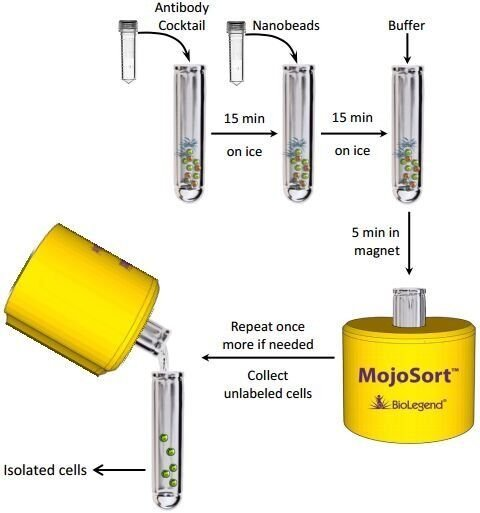 Antibody
Cocktail
Nanobeads
Buffer
15 min
on ice
15 min
on ice
5 min in
magnet
Repeat once
more if needed
Collect
unlabeled cells
MojoSort™
BioLegend®
Isolated cells